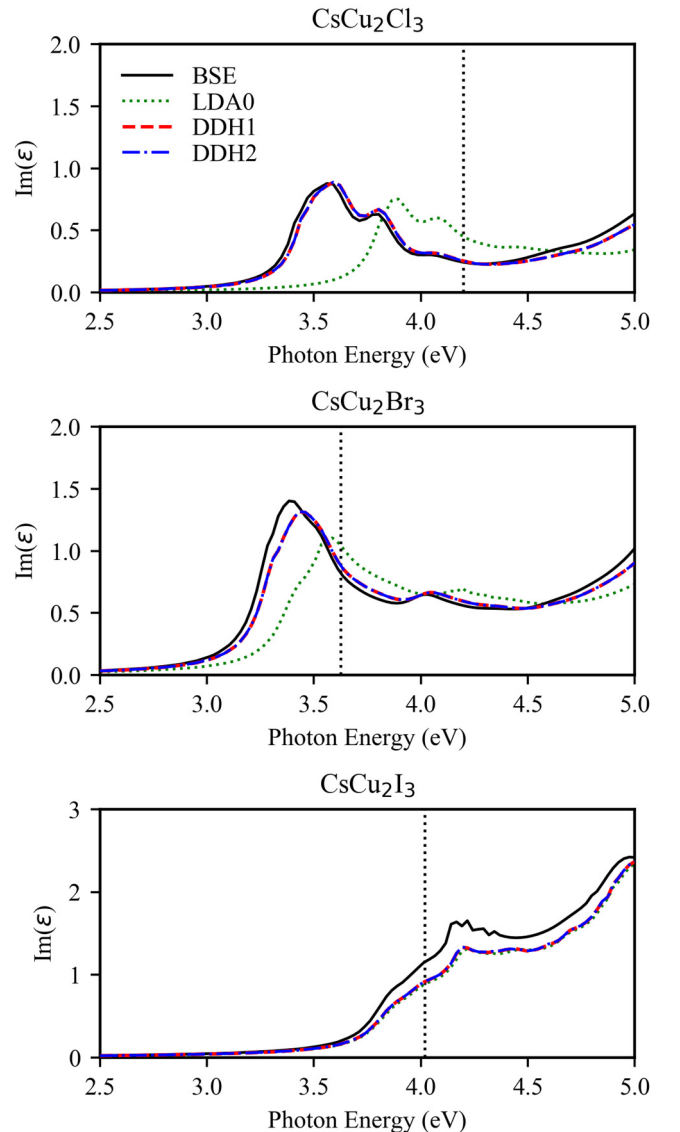 CsCu₂Cl₃
2.0
BSE
LDA0
DDH1
DDH2
1.5
1.0
0.5
0.0
Im(ε)
2.5 3.0 3.5 4.0 4.5 5.0
Photon Energy (eV)
CsCu₂Br₃
2.0
1.5
1.0
0.5
0.0
Im(ε)
2.5 3.0 3.5 4.0 4.5 5.0
Photon Energy (eV)
CsCu₂I₃
3
2
1
0
Im(ε)
2.5 3.0 3.5 4.0 4.5 5.0
Photon Energy (eV)